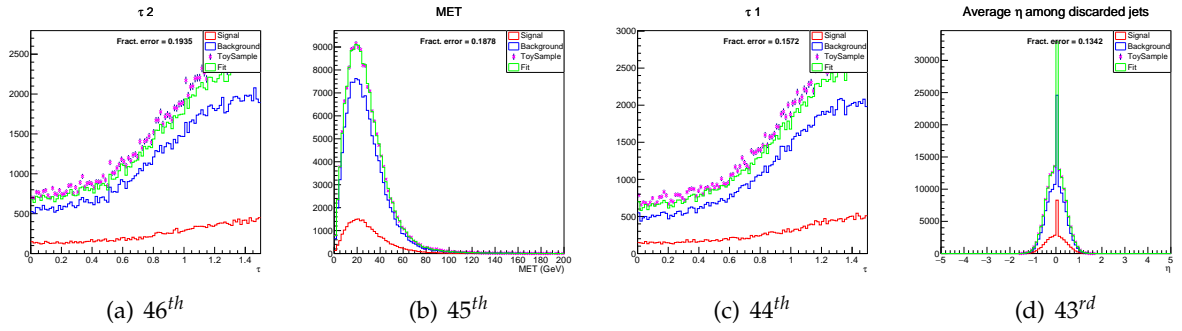 τ 2
Fract. error = 0.1935
Signal
Background
ToySample
Fit
2500
2000
1500
1000
500
0
0 0.2 0.4 0.6 0.8 1 1.2 1.4
τ
(a) 46th
MET
Fract. error = 0.1878
Signal
Background
ToySample
Fit
9000
8000
7000
6000
5000
4000
3000
2000
1000
0
0 20 40 60 80 100 120 140 160 180 200
MET (GeV)
(b) 45th
τ 1
Fract. error = 0.1572
Signal
Background
ToySample
Fit
3000
2500
2000
1500
1000
500
0
0 0.2 0.4 0.6 0.8 1 1.2 1.4
τ
(c) 44th
Average η among discarded jets
Fract. error = 0.1342
Signal
Background
ToySample
Fit
30000
25000
20000
15000
10000
5000
0
−5 −4 −3 −2 −1 0 1 2 3 4 5
η
(d) 43rd